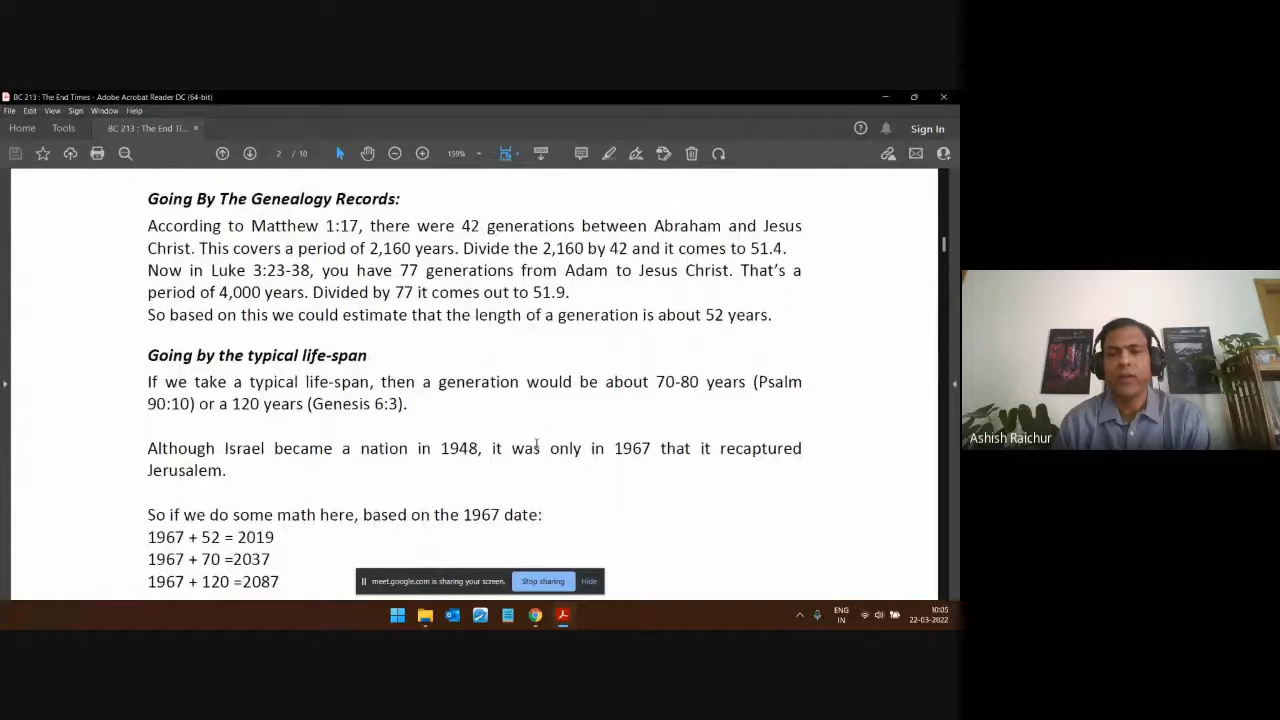 BC 213 : The End Times - Adobe Acrobat Reader DC (64-bit)
File Edit View Sign Window Help
Home Tools BC 213 : The End Ti... × Sign In
2 / 10 159%
Going By The Genealogy Records:
According to Matthew 1:17, there were 42 generations between Abraham and Jesus
Christ. This covers a period of 2,160 years. Divide the 2,160 by 42 and it comes to 51.4.
Now in Luke 3:23-38, you have 77 generations from Adam to Jesus Christ. That’s a
period of 4,000 years. Divided by 77 it comes out to 51.9.
So based on this we could estimate that the length of a generation is about 52 years.
Going by the typical life-span
If we take a typical life-span, then a generation would be about 70-80 years (Psalm
90:10) or a 120 years (Genesis 6:3).
Although Israel became a nation in 1948, it was only in 1967 that it recaptured
Jerusalem.
So if we do some math here, based on the 1967 date:
1967 + 52 = 2019
1967 + 70 =2037
1967 + 120 =2087
meet.google.com is sharing your screen. Stop sharing Hide
Ashish Raichur
ENG
IN
10:05
22-03-2022